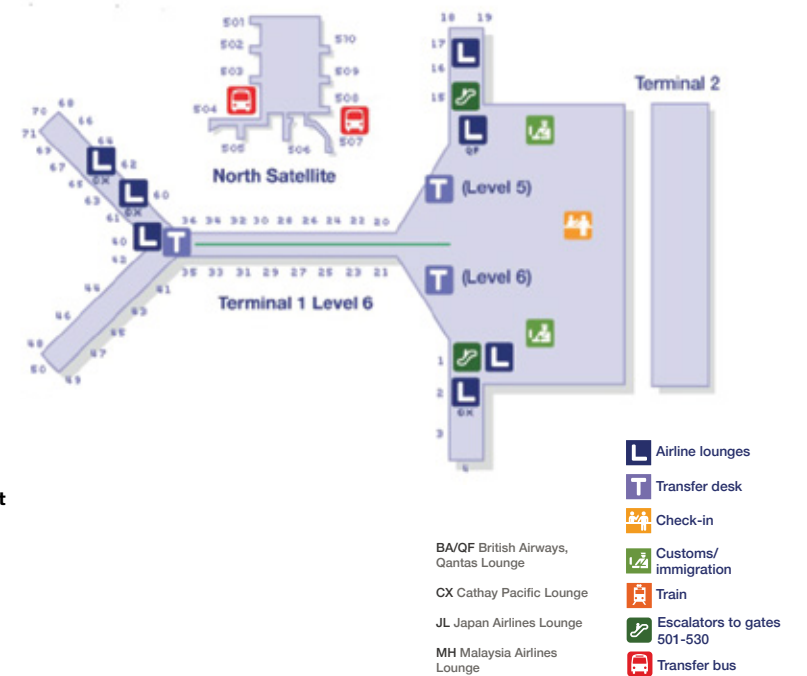 18 19
17
16
15
L
L
QF
Terminal 2
501
502
503
504
505
506
507
508
509
510
North Satellite
70 68
71 66
69 64
67 62
65 60
63
61
L
CX
L
CX
L
T
40
42
44
46
48
50
49
47
45
43
41
36 34 32 30 28 26 24 22 20
35 33 31 29 27 25 23 21
Terminal 1 Level 6
T (Level 5)
T (Level 6)
1
L
2
L
CX
3
4
t
L Airline lounges
T Transfer desk
Check-in
Customs/
immigration
Train
Escalators to gates
501-530
Transfer bus
BA/QF British Airways,
Qantas Lounge
CX Cathay Pacific Lounge
JL Japan Airlines Lounge
MH Malaysia Airlines
Lounge